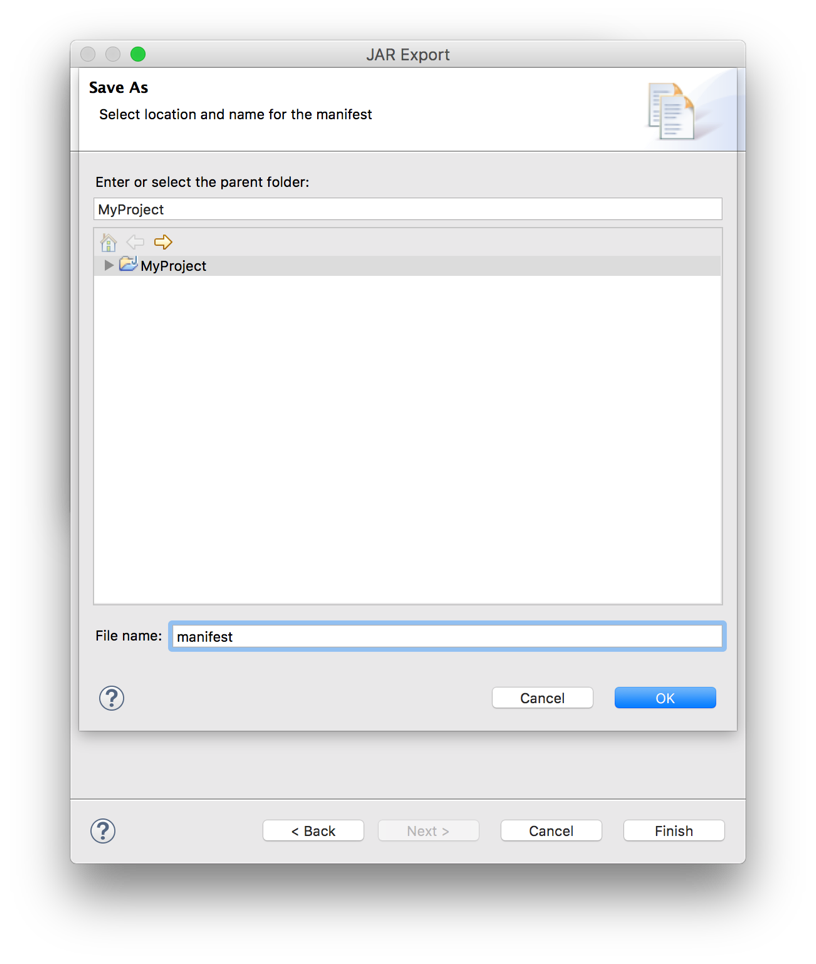 JAR Export
Save As
Select location and name for the manifest
Enter or select the parent folder:
MyProject
MyProject
File name: manifest
? Cancel OK
? < Back Next > Cancel Finish